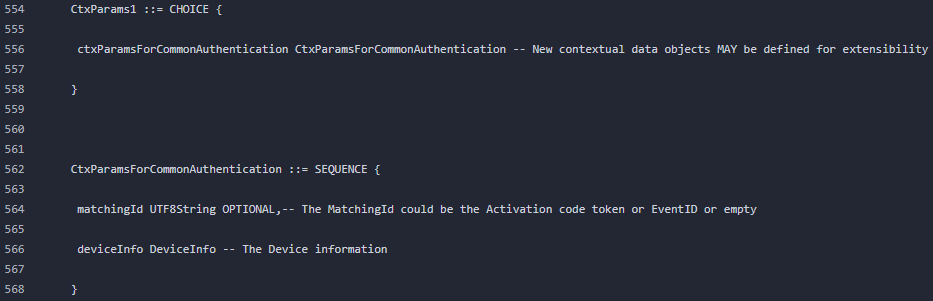 554 CtxParams1 ::= CHOICE {
555
556 ctxParamsForCommonAuthentication CtxParamsForCommonAuthentication -- New contextual data objects MAY be defined for extensibility
557
558 }
559
560
561
562 CtxParamsForCommonAuthentication ::= SEQUENCE {
563
564 matchingId UTF8String OPTIONAL,-- The MatchingId could be the Activation code token or EventID or empty
565
566 deviceInfo DeviceInfo -- The Device information
567
568 }